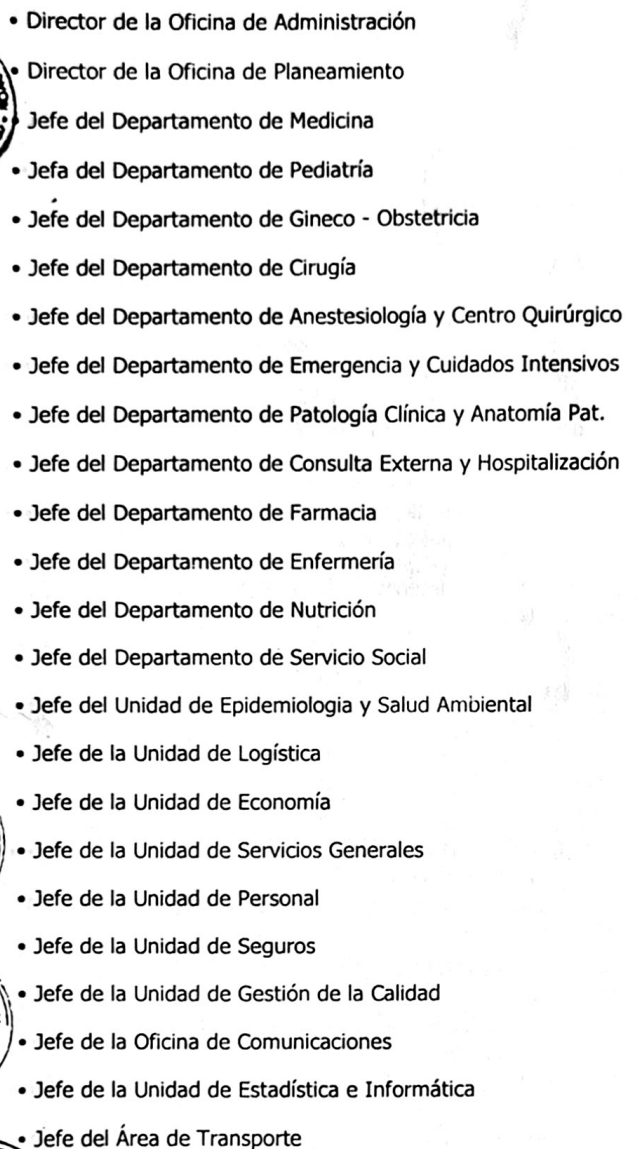 • Director de la Oficina de Administración
• Director de la Oficina de Planeamiento
Jefe del Departamento de Medicina
• Jefa del Departamento de Pediatría
• Jefe del Departamento de Gineco - Obstetricia
• Jefe del Departamento de Cirugía
• Jefe del Departamento de Anestesiología y Centro Quirúrgico
• Jefe del Departamento de Emergencia y Cuidados Intensivos
• Jefe del Departamento de Patología Clínica y Anatomía Pat.
• Jefe del Departamento de Consulta Externa y Hospitalización
• Jefe del Departamento de Farmacia
• Jefe del Departamento de Enfermería
• Jefe del Departamento de Nutrición
• Jefe del Departamento de Servicio Social
• Jefe del Unidad de Epidemiologia y Salud Ambiental
• Jefe de la Unidad de Logística
• Jefe de la Unidad de Economía
• Jefe de la Unidad de Servicios Generales
• Jefe de la Unidad de Personal
• Jefe de la Unidad de Seguros
• Jefe de la Unidad de Gestión de la Calidad
• Jefe de la Oficina de Comunicaciones
• Jefe de la Unidad de Estadística e Informática
• Jefe del Área de Transporte